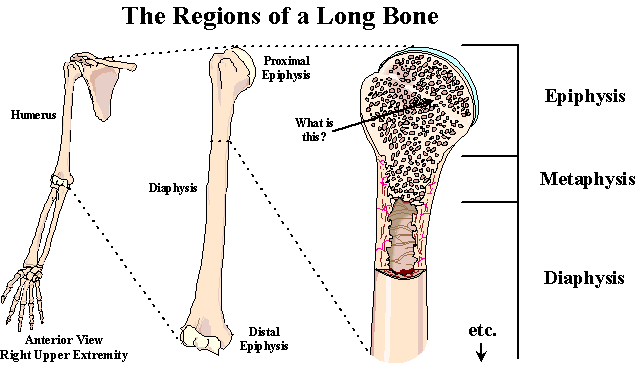 The Regions of a Long Bone
Humerus
Anterior View
Right Upper Extremity
Proximal
Epiphysis
Diaphysis
Distal
Epiphysis
What is
this?
Epiphysis
Metaphysis
Diaphysis
etc.